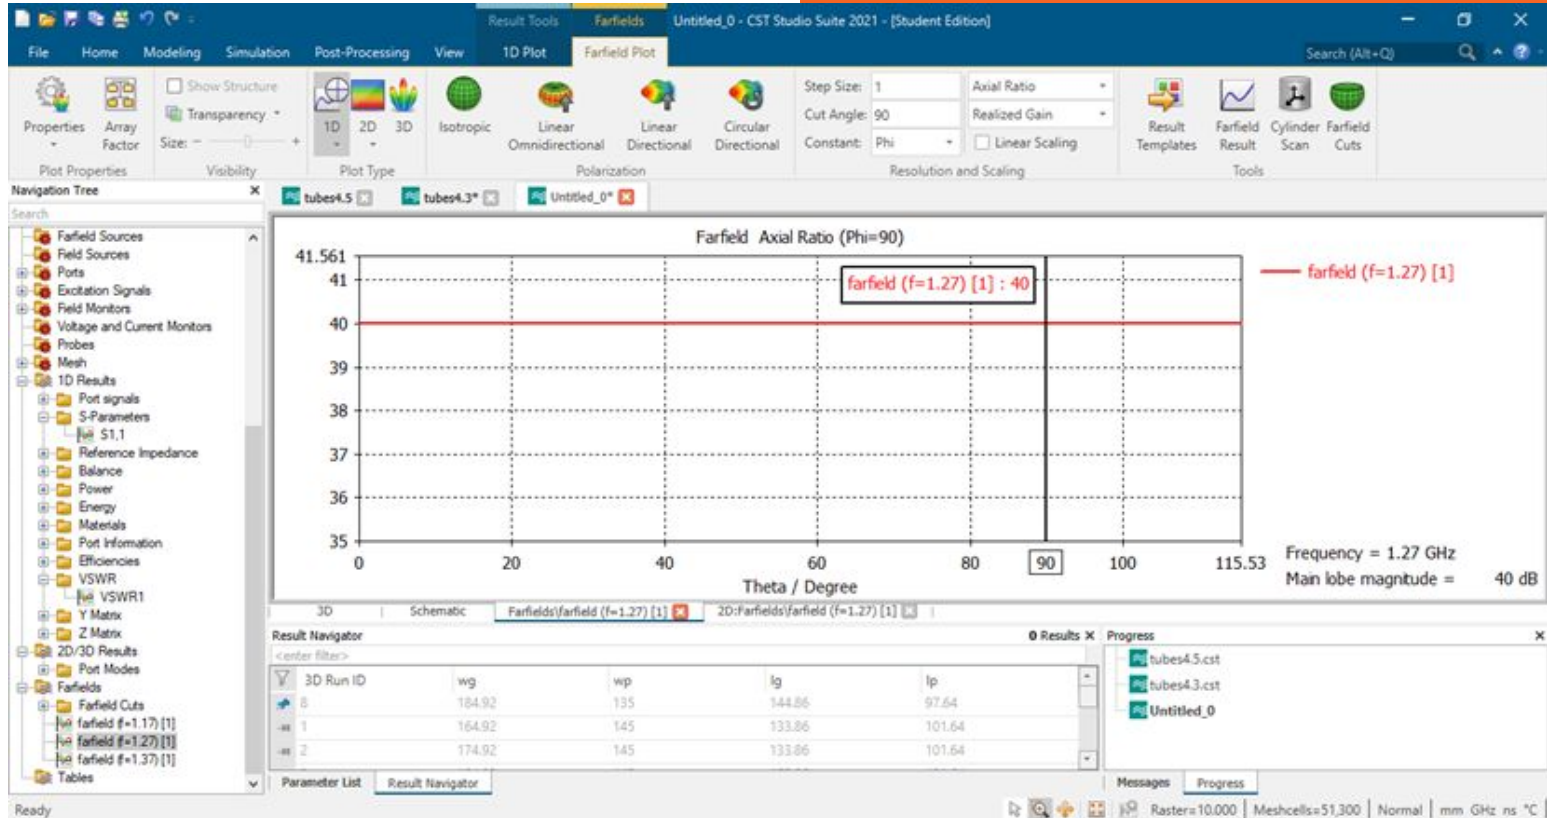 Result Tools Farfields Untitled_0 - CST Studio Suite 2021 - [Student Edition]
File Home Modeling Simulation Post-Processing View 1D Plot Farfield Plot Search (Alt+Q)
Properties
Array Factor
Show Structure
Transparency
Size:
Plot Properties
Visibility
1D 2D 3D
Plot Type
Isotropic
Linear Omnidirectional
Linear Directional
Circular Directional
Polarization
Step Size: 1 Axial Ratio
Cut Angle: 90 Realized Gain
Constant: Phi Linear Scaling
Resolution and Scaling
Result Templates
Farfield Result
Cylinder Scan
Farfield Cuts
Tools
Navigation Tree
Search
Farfield Sources
Field Sources
Ports
Excitation Signals
Field Monitors
Voltage and Current Monitors
Probes
Mesh
1D Results
Port signals
S-Parameters
S1,1
Reference Impedance
Balance
Power
Energy
Materials
Port Information
Efficiencies
VSWR
VSWR1
Y Matrix
Z Matrix
2D/3D Results
Port Modes
Farfields
Farfield Cuts
farfield (f=1.17) [1]
farfield (f=1.27) [1]
farfield (f=1.37) [1]
Tables
tubes4.5 tubes4.3* Untitled_0*
Farfield Axial Ratio (Phi=90)
41.561
41
40
39
38
37
36
35
farfield (f=1.27) [1] : 40
farfield (f=1.27) [1]
0 20 40 60 80 90 100 115.53
Theta / Degree
Frequency = 1.27 GHz
Main lobe magnitude = 40 dB
3D Schematic Farfields\farfield (f=1.27) [1] 2D:Farfields\farfield (f=1.27) [1]
Result Navigator 0 Results
<enter filter>
3D Run ID wg wp lg lp
8 184.92 135 144.86 97.64
1 164.92 145 133.86 101.64
2 174.92 145 133.86 101.64
Parameter List Result Navigator
Progress
tubes4.5.cst
tubes4.3.cst
Untitled_0
Messages Progress
Ready
Raster=10.000 Meshcells=51,300 Normal mm GHz ns °C